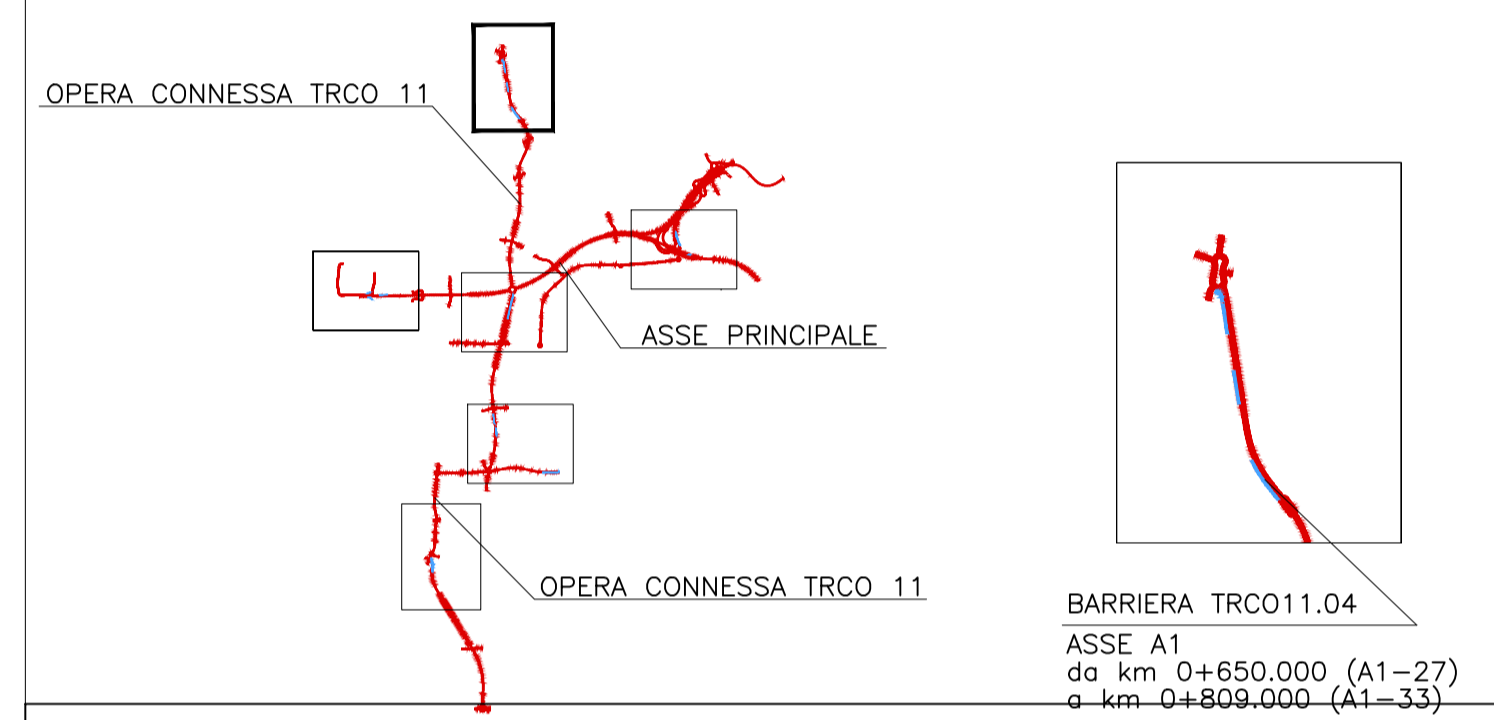 OPERA CONNESSA TRCO 11
ASSE PRINCIPALE
OPERA CONNESSA TRCO 11
BARRIERA TRCO11.04
ASSE A1
da km 0+650.000 (A1-27)
a km 0+809.000 (A1-33)